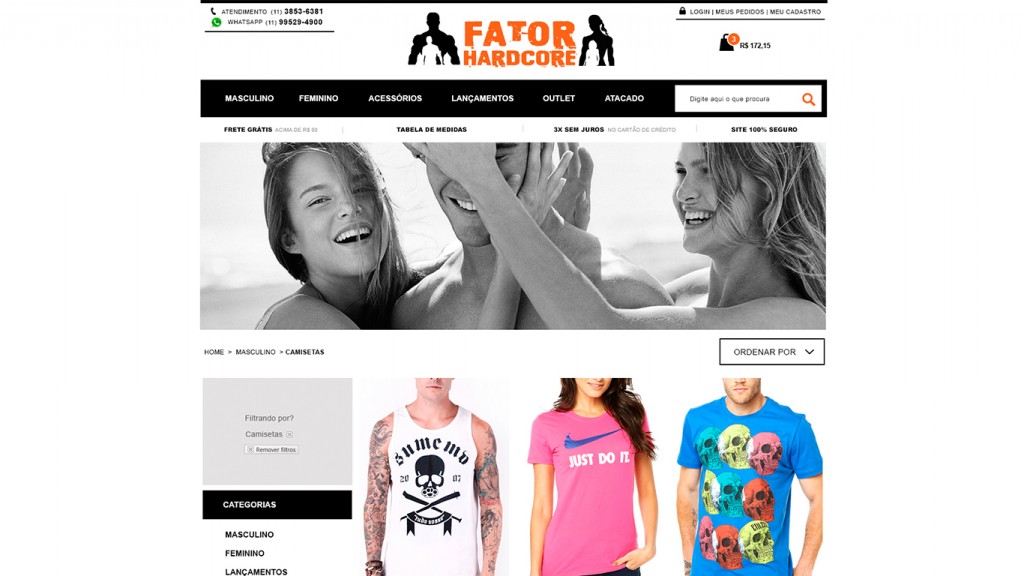 ATENDIMENTO (11) 3853-6381
WHATSAPP (11) 99529-4900
FATOR
HARDCORE
LOGIN | MEUS PEDIDOS | MEU CADASTRO
3
R$ 172,15
MASCULINO FEMININO ACESSÓRIOS LANÇAMENTOS OUTLET ATACADO
Digite aqui o que procura
FRETE GRÁTIS ACIMA DE R$ 60 | TABELA DE MEDIDAS | 3X SEM JUROS NO CARTÃO DE CRÉDITO | SITE 100% SEGURO
HOME > MASCULINO > CAMISETAS
ORDENAR POR
Filtrando por?
Camisetas
Remover filtros
CATEGORIAS
MASCULINO
FEMININO
LANÇAMENTOS
20 07
JUST DO IT